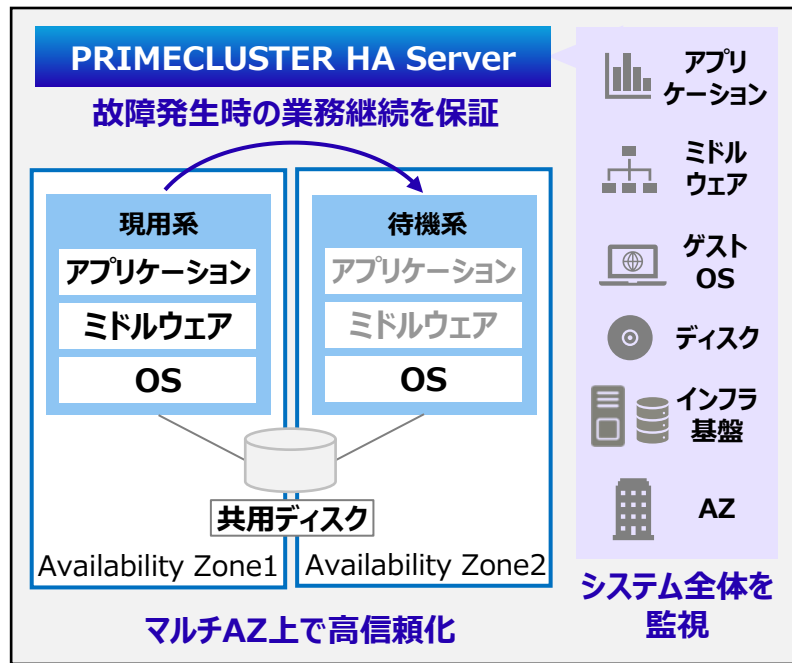 PRIMECLUSTER HA Server
故障発生時の業務継続を保証
現用系
アプリケーション
ミドルウェア
OS
待機系
アプリケーション
ミドルウェア
OS
共用ディスク
Availability Zone1
Availability Zone2
マルチAZ上で高信頼化
アプリ
ケーション
ミドル
ウェア
ゲスト
OS
ディスク
インフラ
基盤
AZ
システム全体を
監視